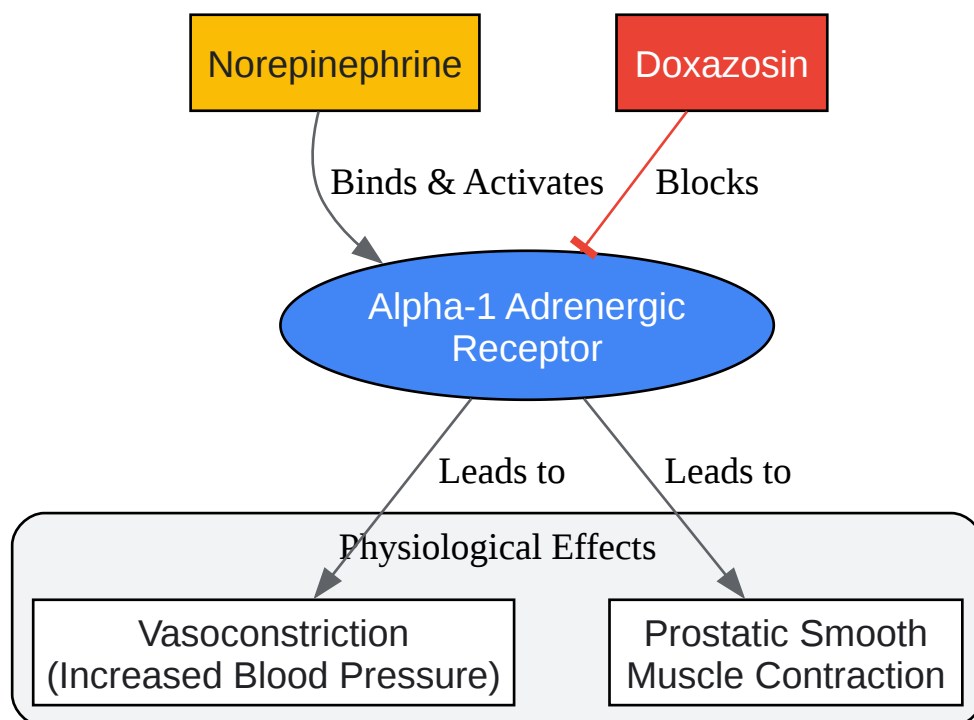 Norepinephrine
Doxazosin
Binds & Activates
Blocks
Alpha-1 Adrenergic
Receptor
Leads to
Leads to
Physiological Effects
Vasoconstriction
(Increased Blood Pressure)
Prostatic Smooth
Muscle Contraction